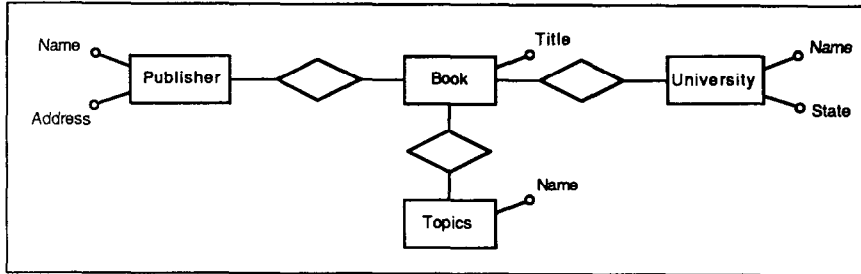 Title
Name
Name
Publisher
Book
University
Address
State
Name
Topics